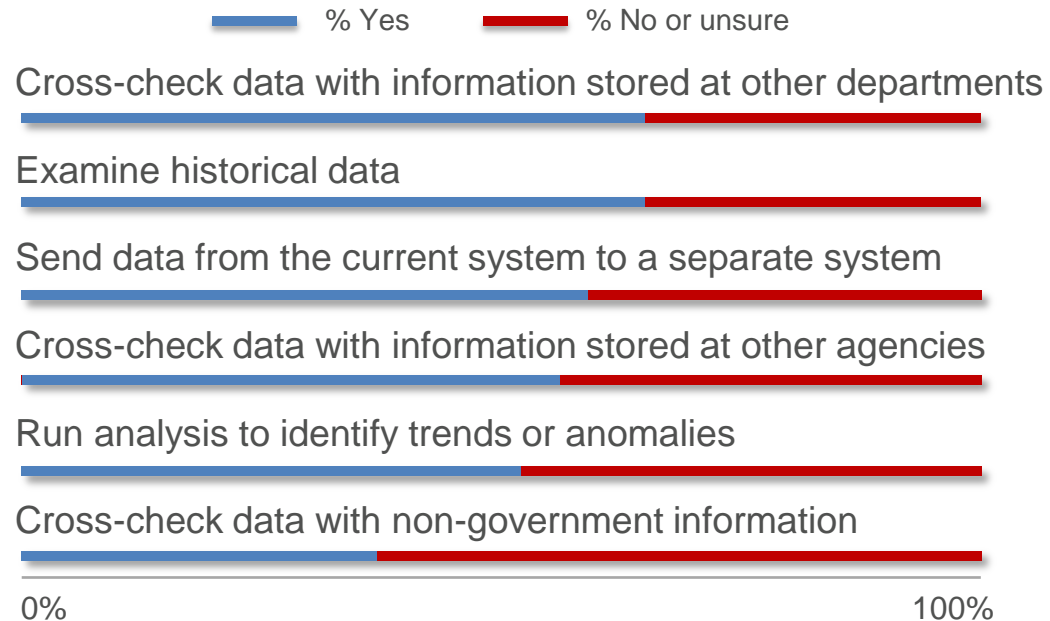 % Yes % No or unsure
Cross-check data with information stored at other departments
Examine historical data
Send data from the current system to a separate system
Cross-check data with information stored at other agencies
Run analysis to identify trends or anomalies
Cross-check data with non-government information
0% 100%